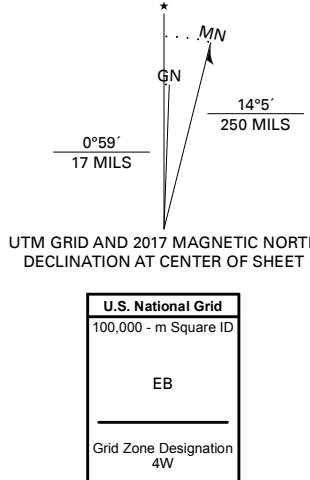 ★
MN
GN
14°5´
250 MILS
0°59´
17 MILS
UTM GRID AND 2017 MAGNETIC NORTH
DECLINATION AT CENTER OF SHEET
U.S. National Grid
100,000 - m Square ID
EB
Grid Zone Designation
4W